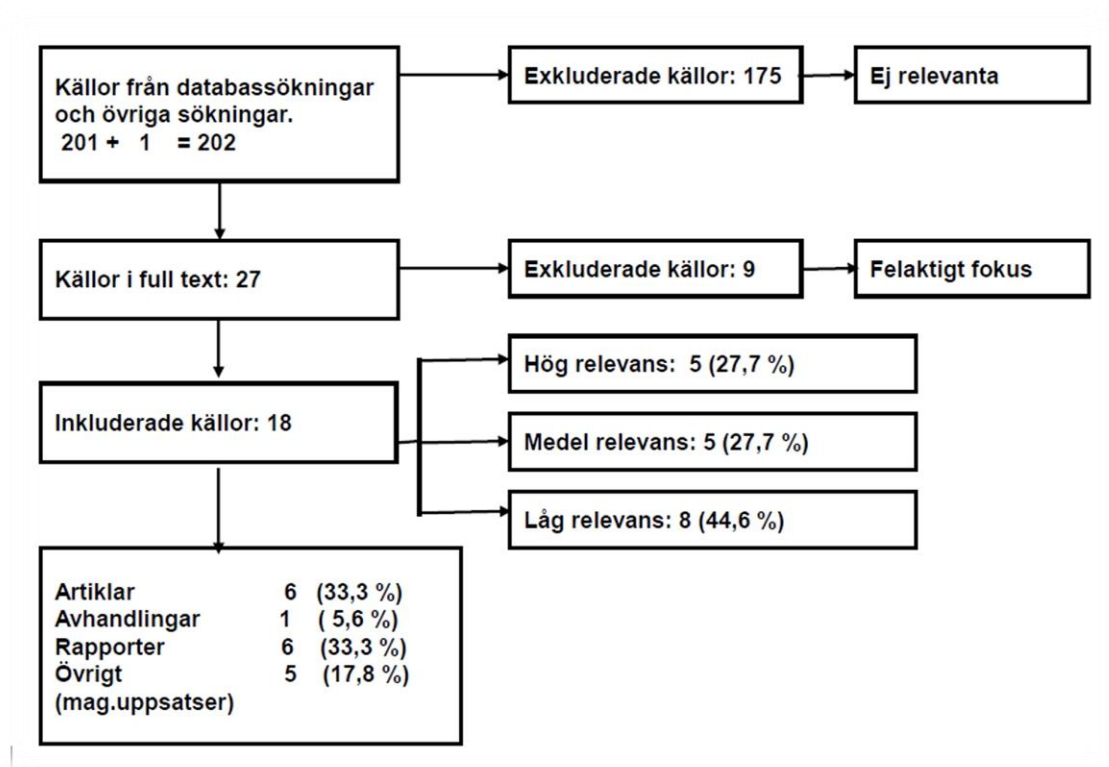 Källor från databassökningar
och övriga sökningar.
201 + 1 = 202
Exkluderade källor: 175
Ej relevanta
Källor i full text: 27
Exkluderade källor: 9
Felaktigt fokus
Inkluderade källor: 18
Hög relevans: 5 (27,7 %)
Medel relevans: 5 (27,7 %)
Låg relevans: 8 (44,6 %)
Artiklar 6 (33,3 %)
Avhandlingar 1 ( 5,6 %)
Rapporter 6 (33,3 %)
Övrigt 5 (17,8 %)
(mag.uppsatser)